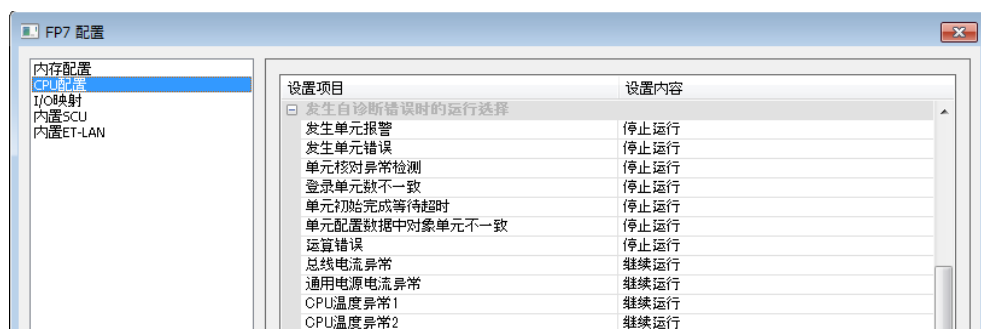 FP7 配置
内存配置
CPU配置
I/O映射
内置SCU
内置ET-LAN
设置项目 设置内容
发生自诊断错误时的运行选择
发生单元报警 停止运行
发生单元错误 停止运行
单元核对异常检测 停止运行
登录单元数不一致 停止运行
单元初始完成等待超时 停止运行
单元配置数据中对象单元不一致 停止运行
运算错误 停止运行
总线电流异常 继续运行
通用电源电流异常 继续运行
CPU温度异常1 继续运行
CPU温度异常2 继续运行